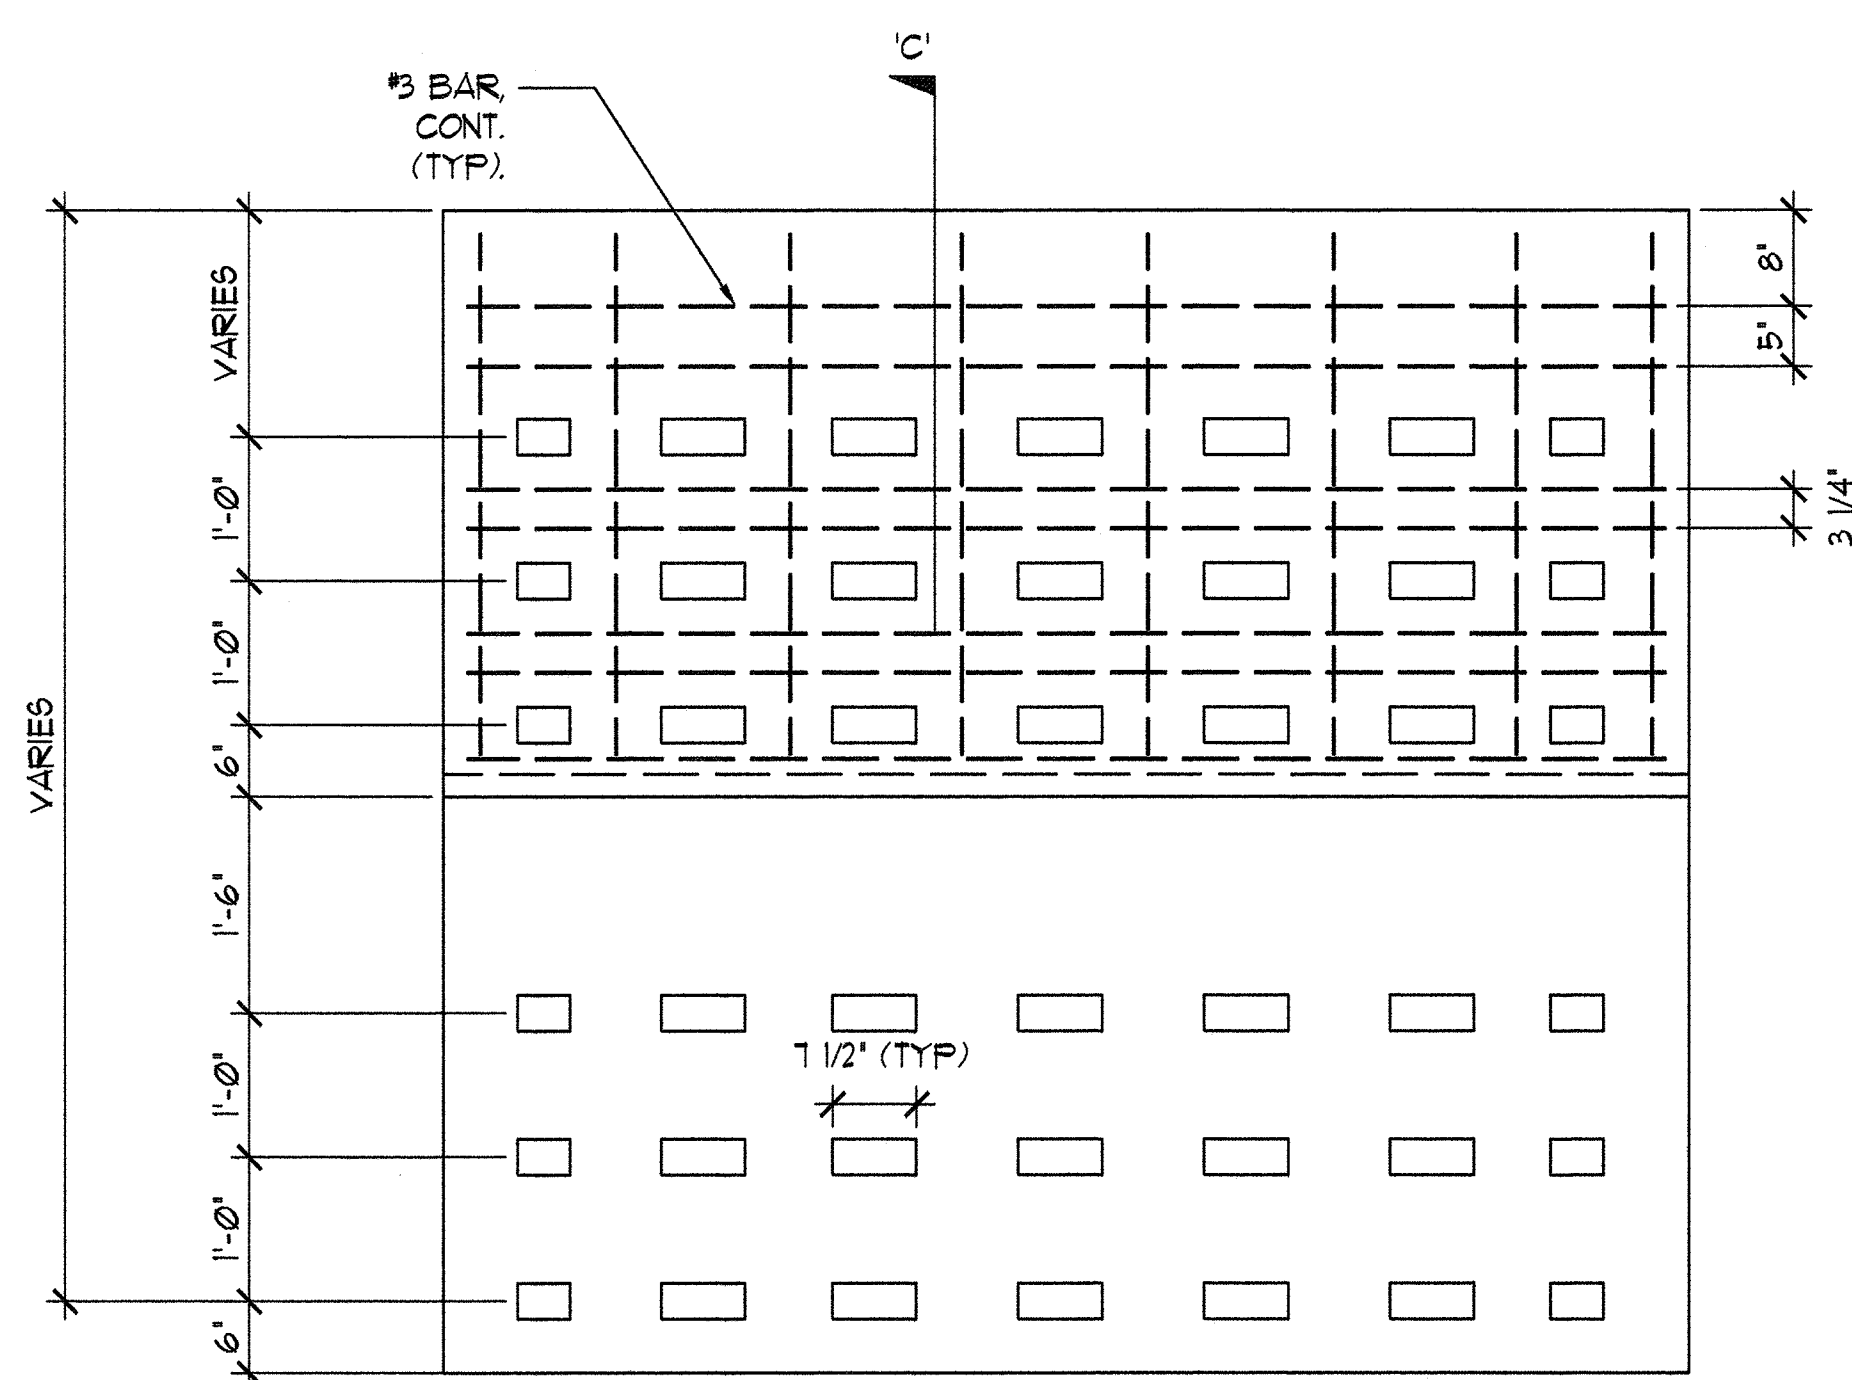 'C'
#3 BAR,
CONT.
(TYP).
VARIES
VARIES
1'-0"
1'-0"
6"
1'-6"
1'-0"
1'-0"
6"
8"
5"
3 1/4"
7 1/2" (TYP)